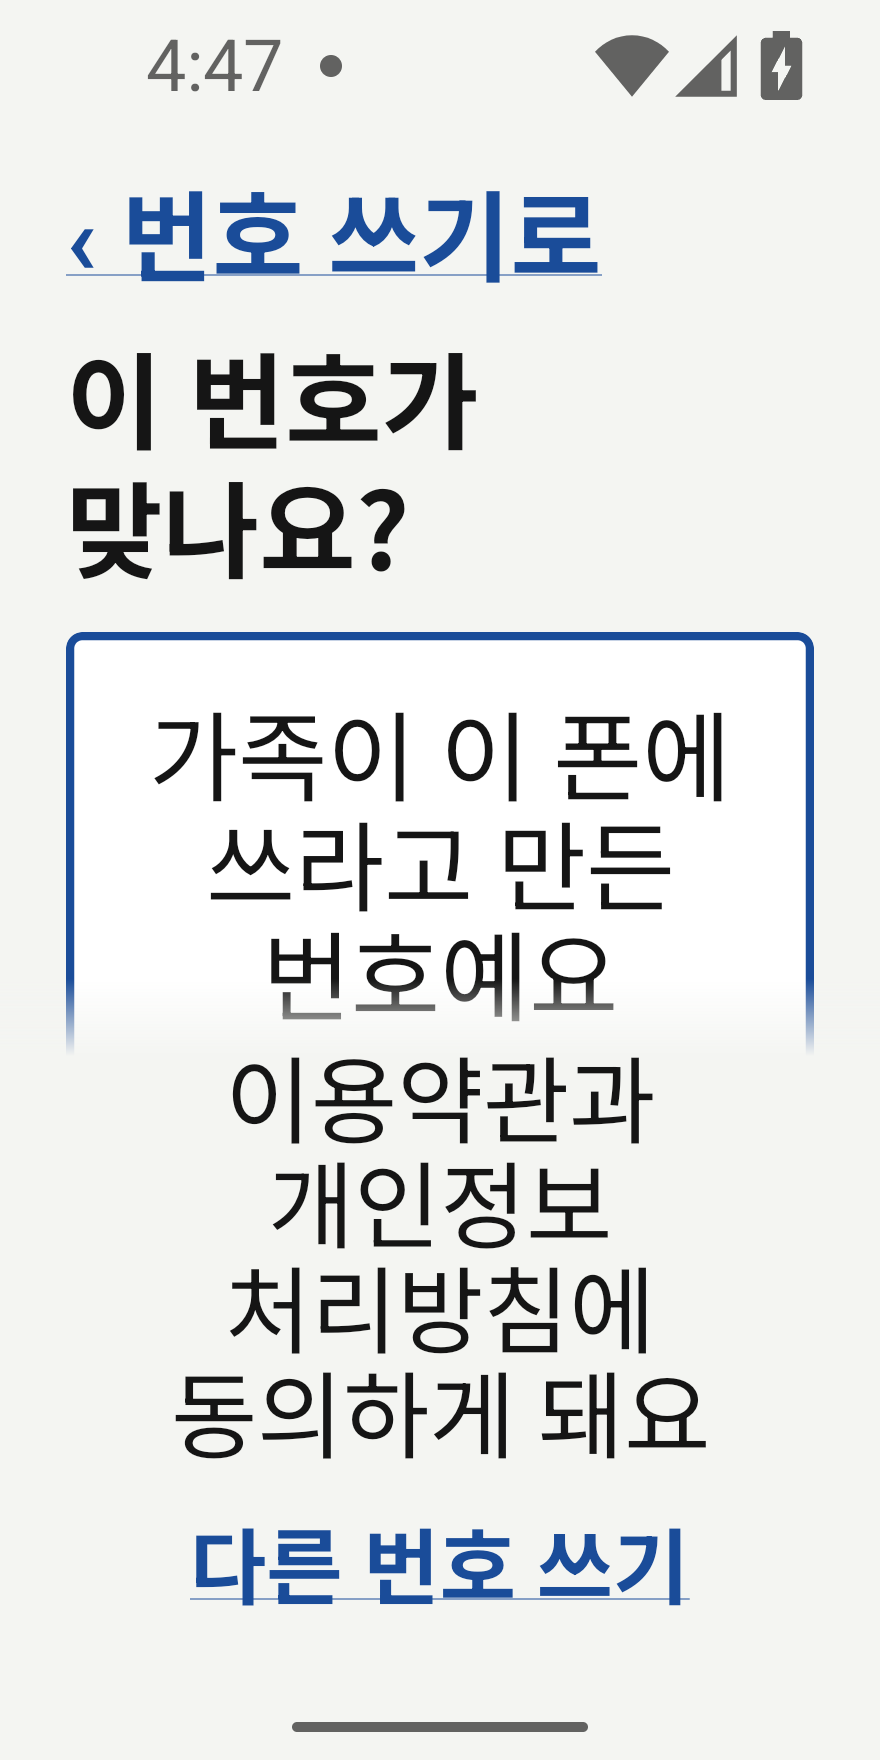 4:47
‹ 번호 쓰기로
이 번호가
맞나요?
가족이 이 폰에
쓰라고 만든
번호예요
이용약관과
개인정보
처리방침에
동의하게 돼요
다른 번호 쓰기